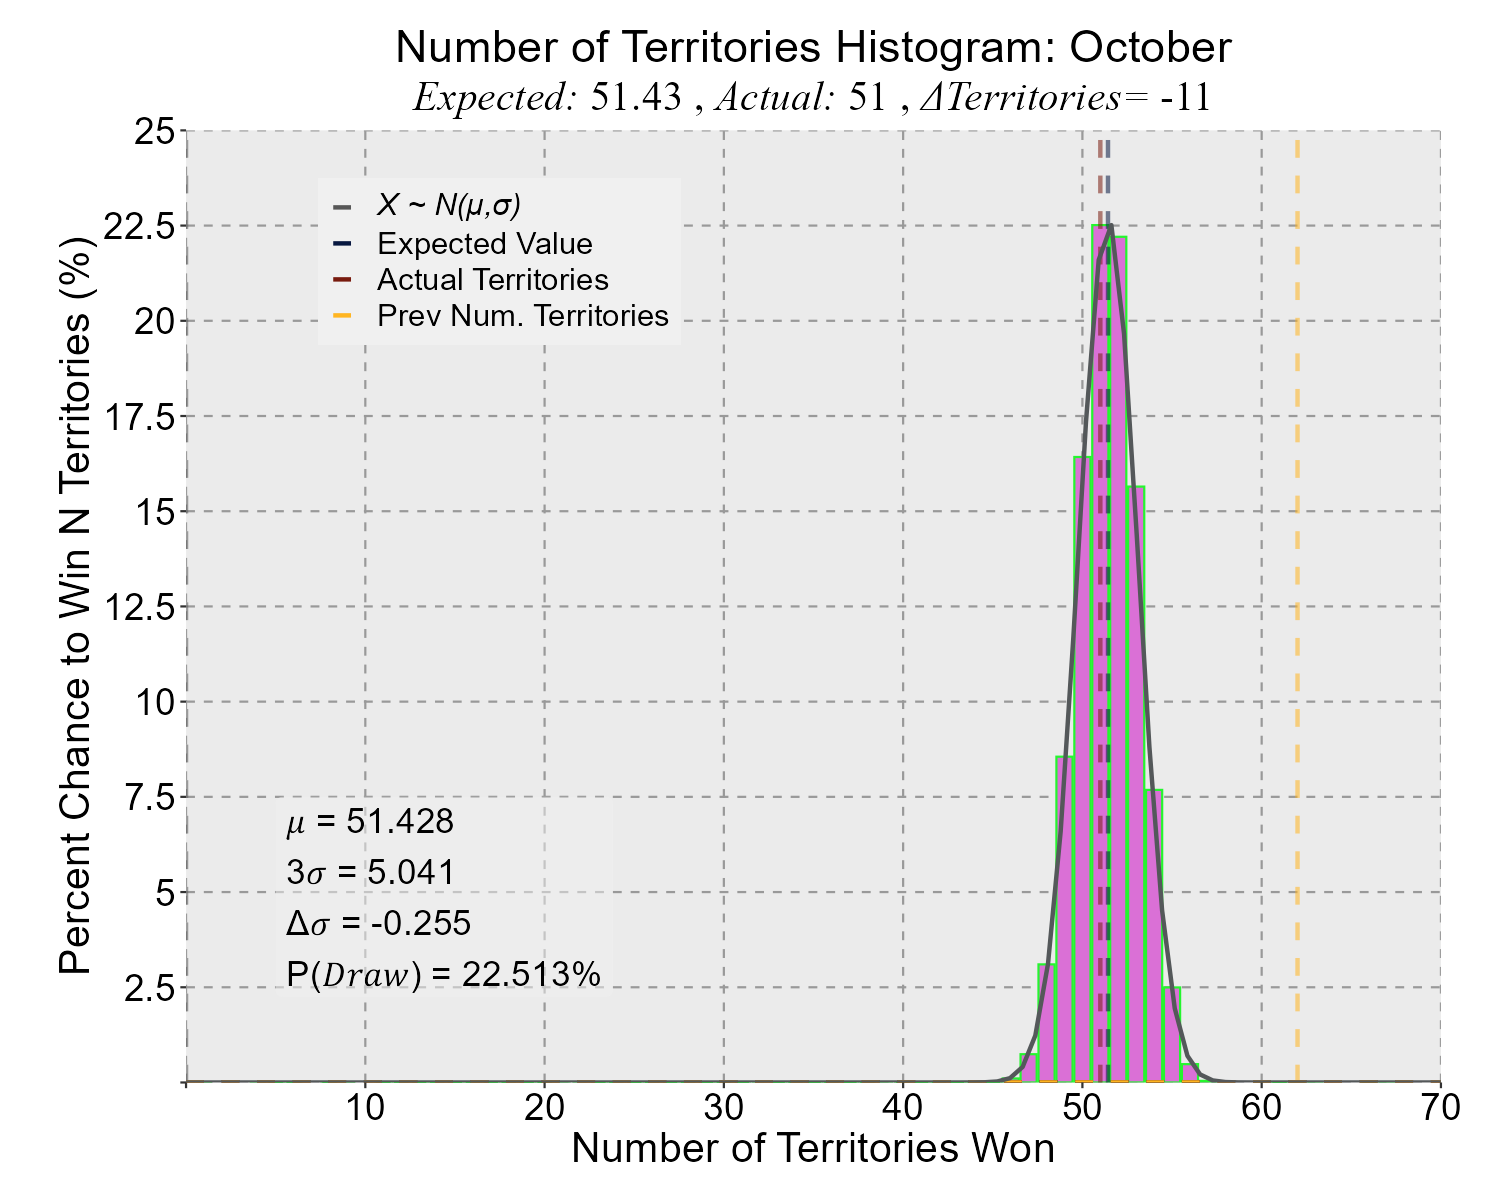 Number of Territories Histogram: October
Expected: 51.43 , Actual: 51 , ΔTerritories= -11
Percent Chance to Win N Territories (%)
25
22.5
20
17.5
15
12.5
10
7.5
5
2.5
X ~ N(μ,σ)
Expected Value
Actual Territories
Prev Num. Territories
μ = 51.428
3σ = 5.041
Δσ = -0.255
P(Draw) = 22.513%
10 20 30 40 50 60 70
Number of Territories Won